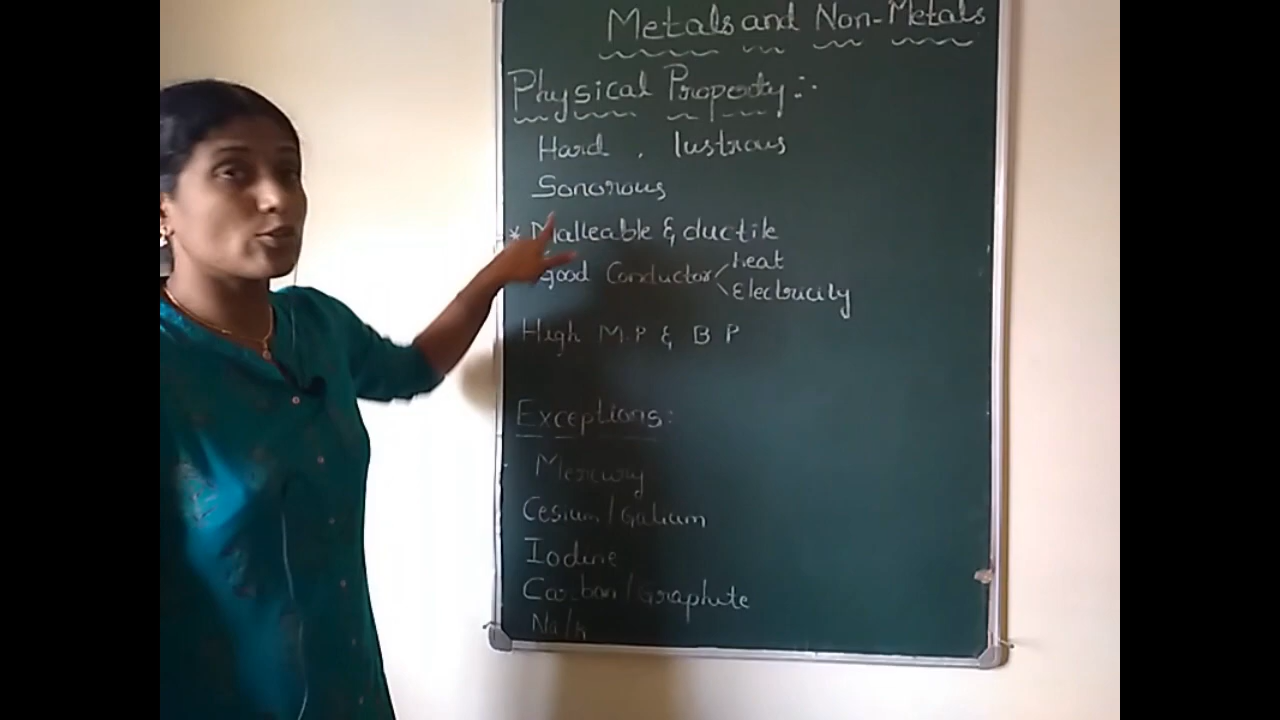 Metals and Non-Metals
Physical Property :-
Hard , lustrous
Sonorous
* Malleable & ductile
Good Conductor < heat
Electricity
High M.P & B P
Exceptions:
Mercury
Cesium/Galium
Iodine
Carbon/Graphite
Na/k